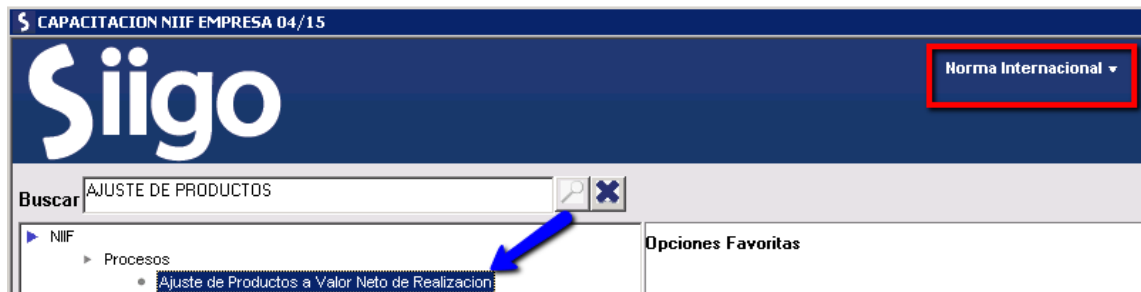 CAPACITACION NIIF EMPRESA 04/15
Siigo
Norma Internacional
Buscar AJUSTE DE PRODUCTOS
NIIF
Procesos
Ajuste de Productos a Valor Neto de Realizacion
Opciones Favoritas